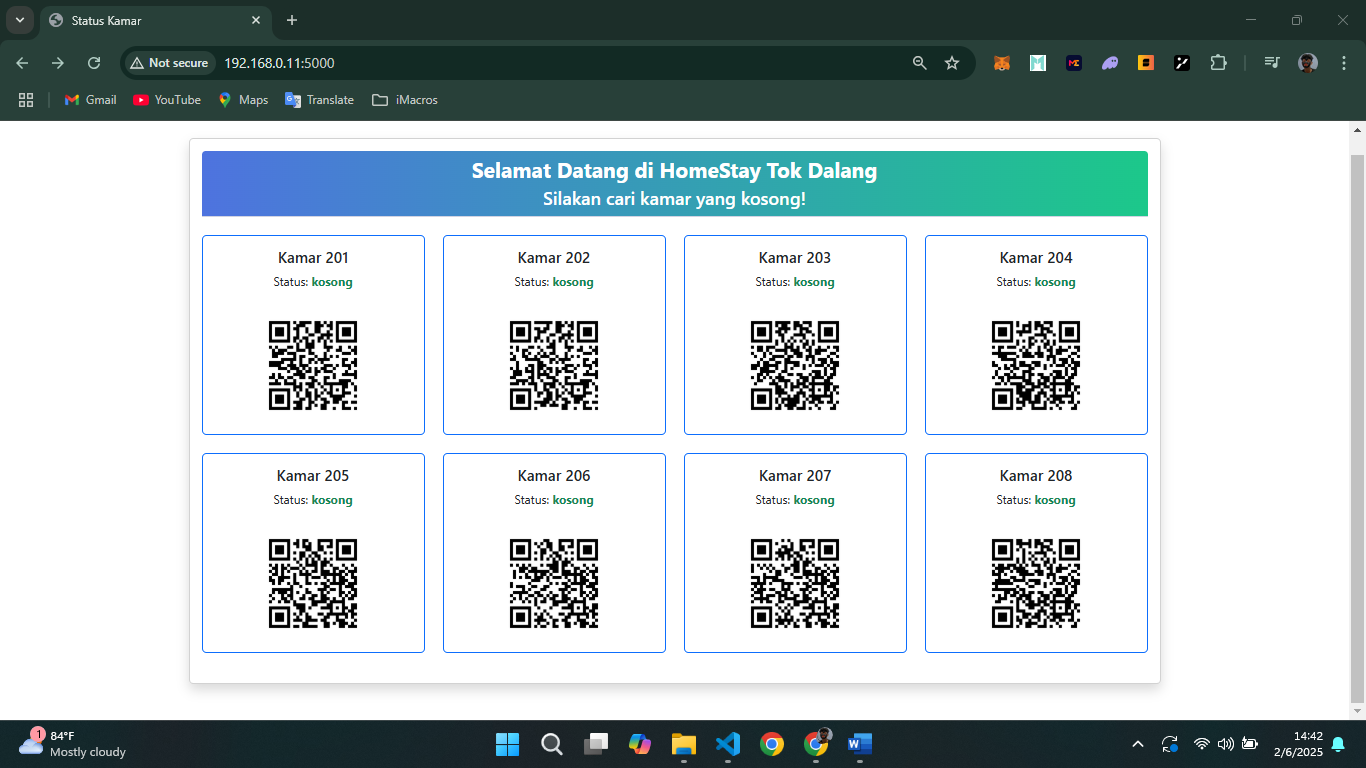 Status Kamar
Not secure
192.168.0.11:5000
Gmail
YouTube
Maps
Translate
iMacros
Selamat Datang di HomeStay Tok Dalang
Silakan cari kamar yang kosong!
Kamar 201
Status: kosong
Kamar 202
Status: kosong
Kamar 203
Status: kosong
Kamar 204
Status: kosong
Kamar 205
Status: kosong
Kamar 206
Status: kosong
Kamar 207
Status: kosong
Kamar 208
Status: kosong
1
84°F
Mostly cloudy
14:42
2/6/2025